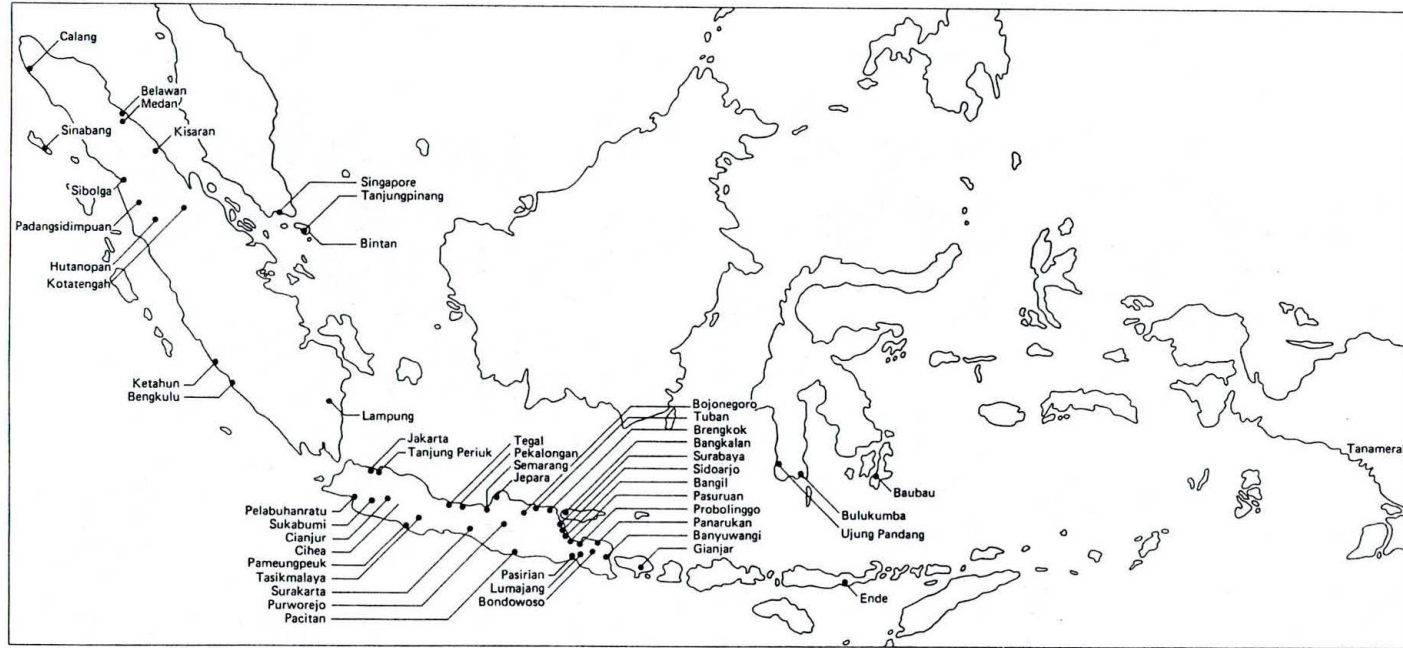 Calang
Belawan
Medan
Sinabang
Kisaran
Sibolga
Singapore
Tanjungpinang
Padangsidimpuan
Bintan
Hutanopan
Kotatengah
Ketahun
Bengkulu
Lampung
Jakarta
Tanjung Periuk
Tegal
Pekalongan
Semarang
Jepara
Bojonegoro
Tuban
Brengkok
Bangkalan
Surabaya
Sidoarjo
Bangil
Pasuruan
Probolinggo
Panarukan
Banyuwangi
Gianjar
Pelabuhanratu
Sukabumi
Cianjur
Cihea
Pameungpeuk
Tasikmalaya
Surakarta
Purworejo
Pacitan
Pasirian
Lumajang
Bondowoso
Baubau
Bulukumba
Ujung Pandang
Ende
Tanamerah